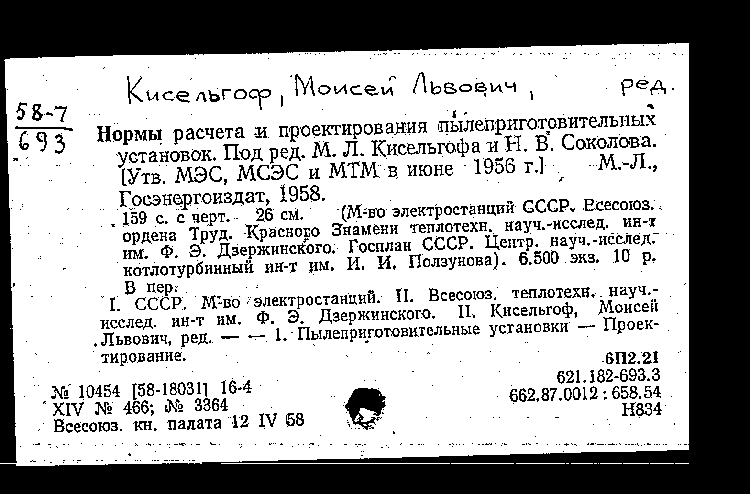 Кисельгоф, Моисей Львович, ред.
58-7
693
Нормы расчета и проектирования пылеприготовительных
установок. Под ред. М. Л. Кисельгофа и Н. В. Соколова.
[Утв. МЭС, МСЭС и МТМ в июне 1956 г.] М.-Л.,
Госэнергоиздат, 1958.
159 с. с черт. 26 см. (М-во электростанций СССР. Всесоюз.
ордена Труд. Красного Знамени теплотехн. науч.-исслед. ин-т
им. Ф. Э. Дзержинского. Госплан СССР. Центр. науч.-исслед.
котлотурбинный ин-т им. И. И. Ползунова). 6.500 экз. 10 р.
В пер.
I. СССР. М-во электростанций. II. Всесоюз. теплотехн. науч.-
исслед. ин-т им. Ф. Э. Дзержинского. II. Кисельгоф, Моисей
Львович, ред. — — 1. Пылеприготовительные установки — Проек-
тирование.
6П2.21
№ 10454 [58-18031] 16-4
621.182-693.3
XIV № 466; № 3364
662.87.0012 : 658.54
Всесоюз. кн. палата 12 IV 58
Н834